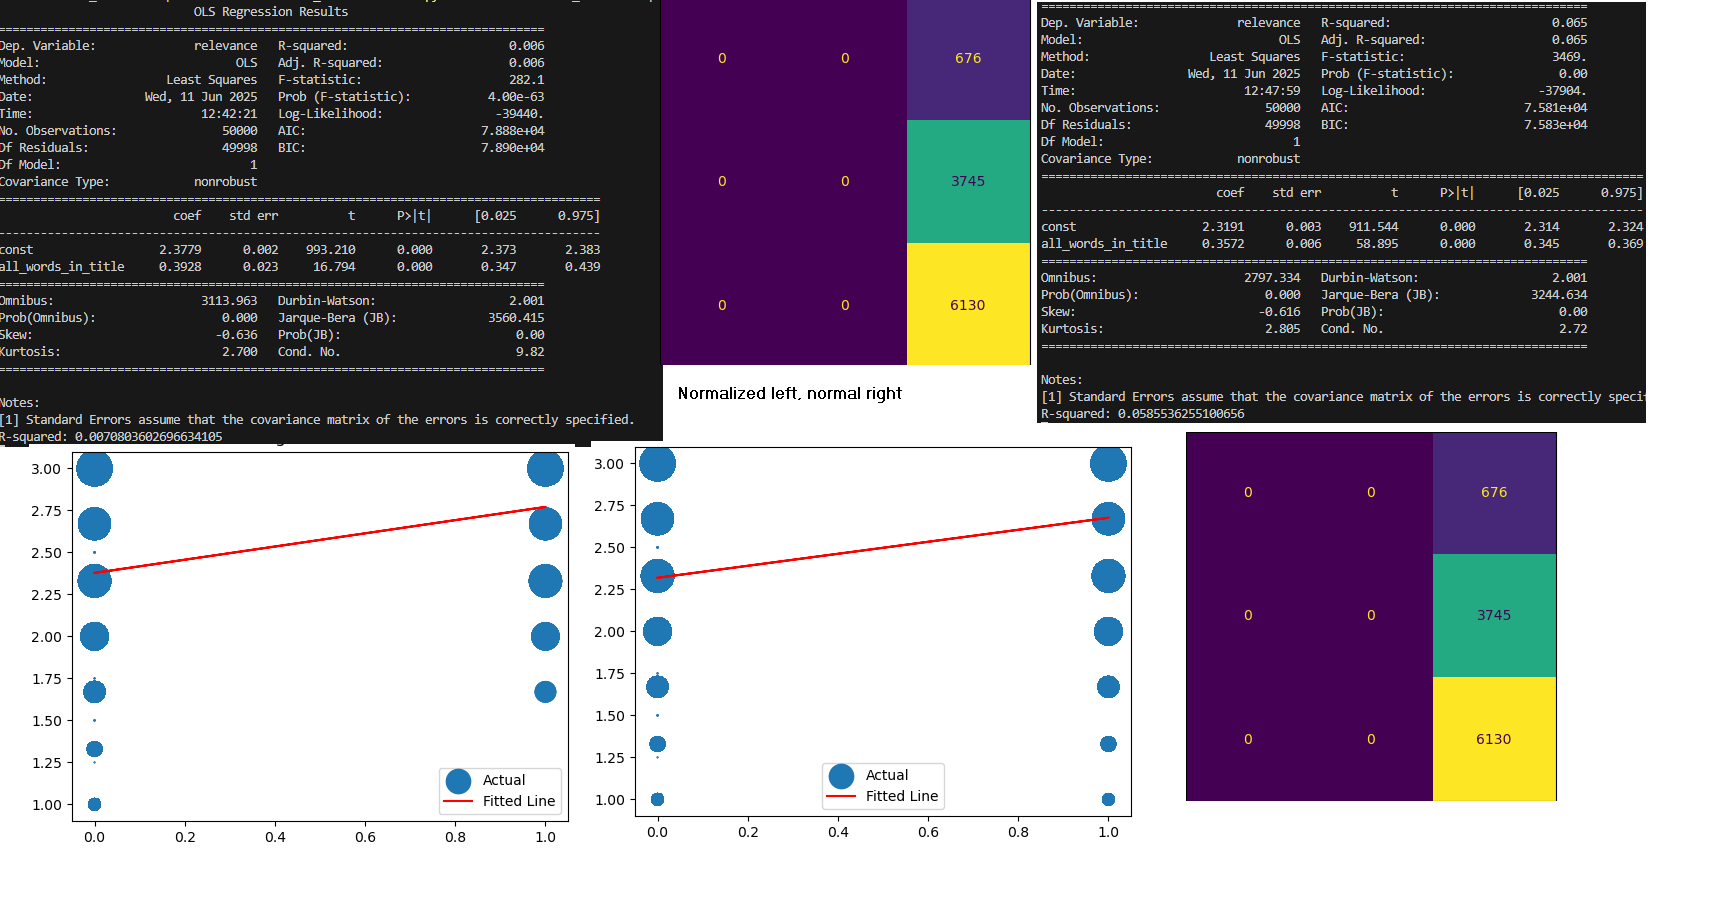 OLS Regression Results
==============================================================================
Dep. Variable: relevance R-squared: 0.006
Model: OLS Adj. R-squared: 0.006
Method: Least Squares F-statistic: 282.1
Date: Wed, 11 Jun 2025 Prob (F-statistic): 4.00e-63
Time: 12:42:21 Log-Likelihood: -39440.
No. Observations: 50000 AIC: 7.888e+04
Df Residuals: 49998 BIC: 7.890e+04
Df Model: 1
Covariance Type: nonrobust
coef std err t P>|t| [0.025 0.975]
const 2.3779 0.002 993.210 0.000 2.373 2.383
all_words_in_title 0.3928 0.023 16.794 0.000 0.347 0.439
Omnibus: 3113.963 Durbin-Watson: 2.001
Prob(Omnibus): 0.000 Jarque-Bera (JB): 3560.415
Skew: -0.636 Prob(JB): 0.00
Kurtosis: 2.700 Cond. No. 9.82
Notes:
[1] Standard Errors assume that the covariance matrix of the errors is correctly specified.
R-squared: 0.0070803602696634105
0 0 676
0 0 3745
0 0 6130
Normalized left, normal right
Dep. Variable: relevance R-squared: 0.065
Model: OLS Adj. R-squared: 0.065
Method: Least Squares F-statistic: 3469.
Date: Wed, 11 Jun 2025 Prob (F-statistic): 0.00
Time: 12:47:59 Log-Likelihood: -37904.
No. Observations: 50000 AIC: 7.581e+04
Df Residuals: 49998 BIC: 7.583e+04
Df Model: 1
Covariance Type: nonrobust
coef std err t P>|t| [0.025 0.975]
const 2.3191 0.003 911.544 0.000 2.314 2.324
all_words_in_title 0.3572 0.006 58.895 0.000 0.345 0.369
Omnibus: 2797.334 Durbin-Watson: 2.001
Prob(Omnibus): 0.000 Jarque-Bera (JB): 3244.634
Skew: -0.616 Prob(JB): 0.00
Kurtosis: 2.805 Cond. No. 2.72
Notes:
[1] Standard Errors assume that the covariance matrix of the errors is correctly specif
R-squared: 0.0585536255100656
3.00
2.75
2.50
2.25
2.00
1.75
1.50
1.25
1.00
0.0 0.2 0.4 0.6 0.8 1.0
Actual
Fitted Line
3.00
2.75
2.50
2.25
2.00
1.75
1.50
1.25
1.00
0.0 0.2 0.4 0.6 0.8 1.0
Actual
Fitted Line
0 0 676
0 0 3745
0 0 6130